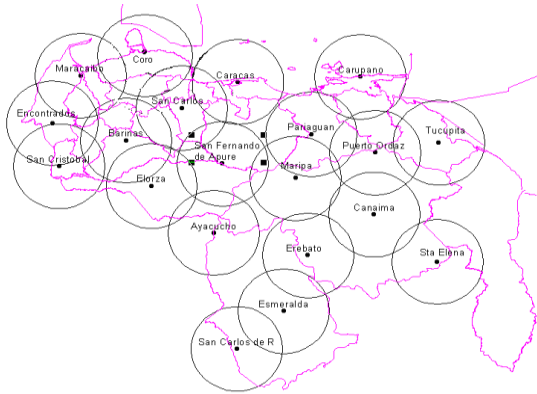 Coro
Maracaibo
Caracas
Carupano
San Carlos
Encontrados
Barinas
Pariaguan
Tucupita
San Fernando
de Apure
Puerto Ordaz
San Cristobal
Maripa
Elorza
Canaima
Ayacucho
Erebato
Sta Elena
Esmeralda
San Carlos de R